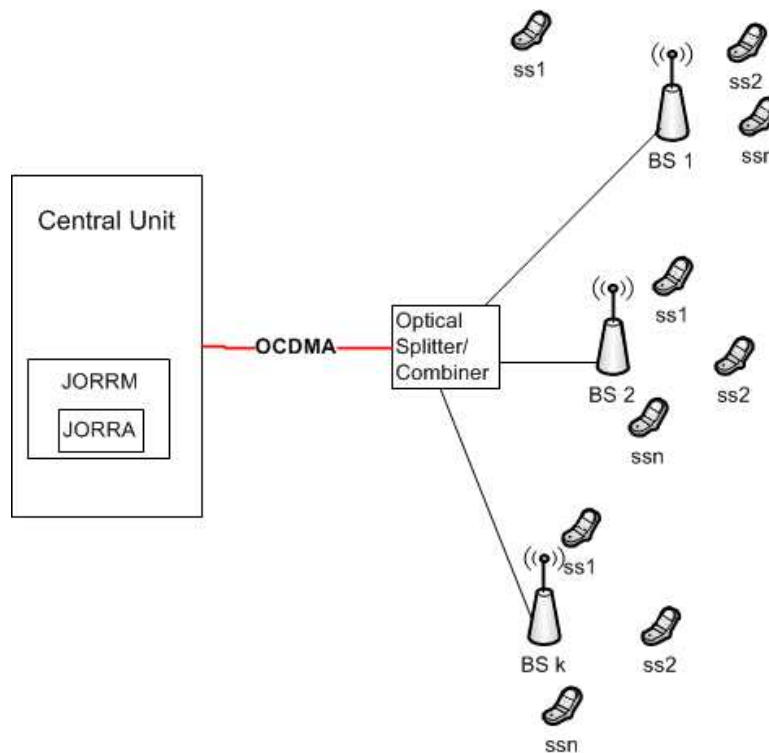 ss1
ss2
ssn
BS 1
Central Unit
JORRM
JORRA
OCDMA
Optical
Splitter/
Combiner
ss1
BS 2
ss2
ssn
ss1
BS k
ss2
ssn